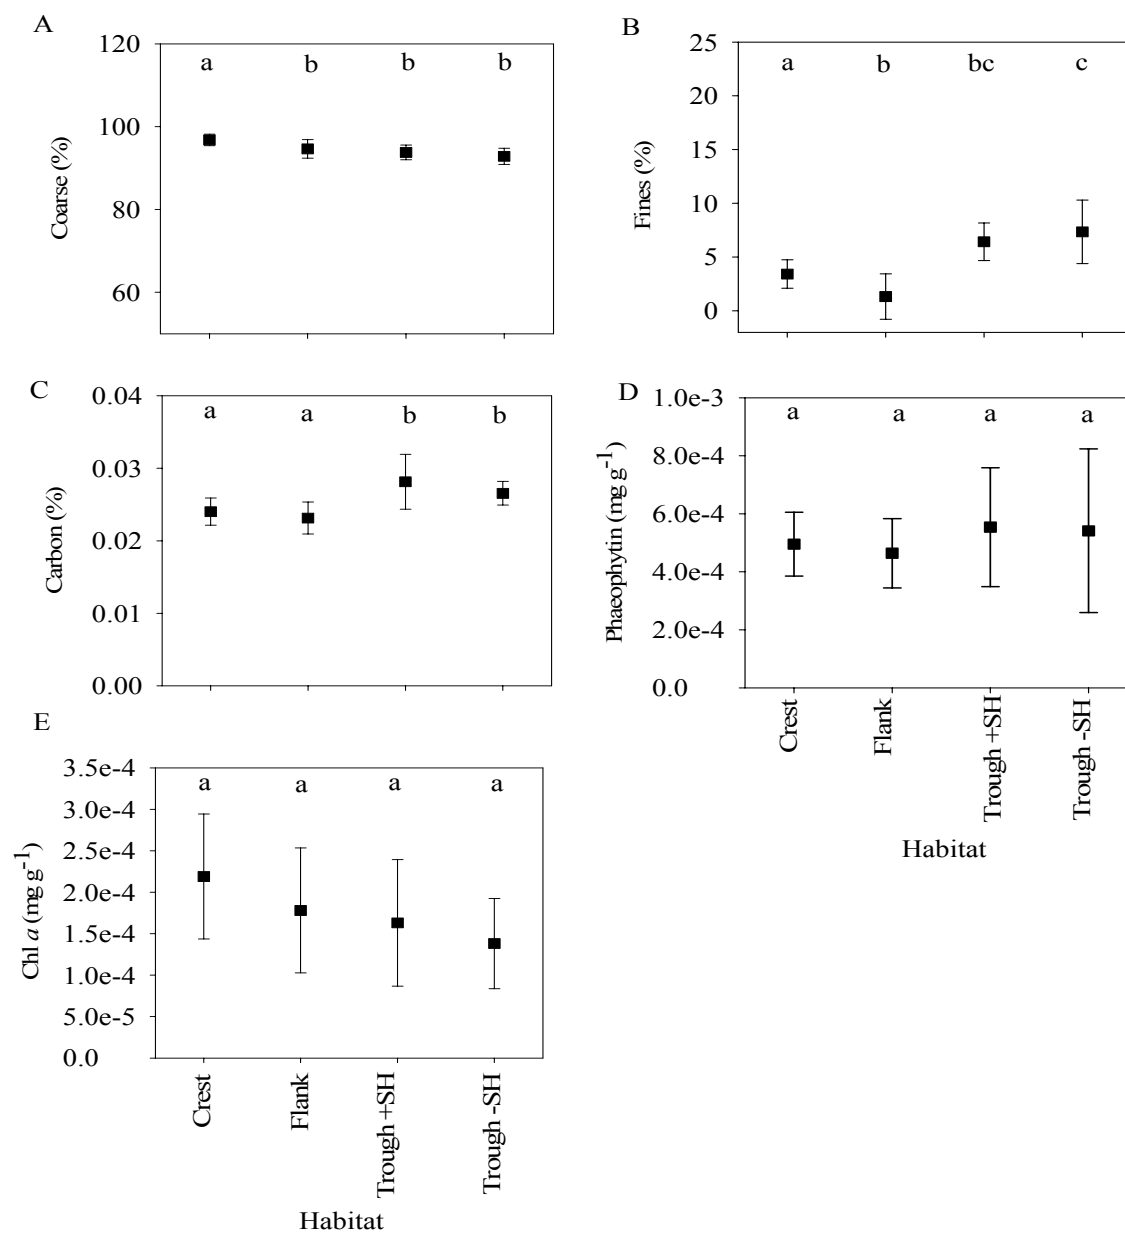 A
120
100
80
60
Coarse (%)
a b b b
B
25
20
15
10
5
0
Fines (%)
a b bc c
C
0.04
0.03
0.02
0.01
0.00
Carbon (%)
a a b b
D
1.0e-3
8.0e-4
6.0e-4
4.0e-4
2.0e-4
0.0
Phaeophytin (mg g-1)
a a a a
Crest
Flank
Trough +SH
Trough -SH
Habitat
E
3.5e-4
3.0e-4
2.5e-4
2.0e-4
1.5e-4
1.0e-4
5.0e-5
0.0
Chl a (mg g-1)
a a a a
Crest
Flank
Trough +SH
Trough -SH
Habitat